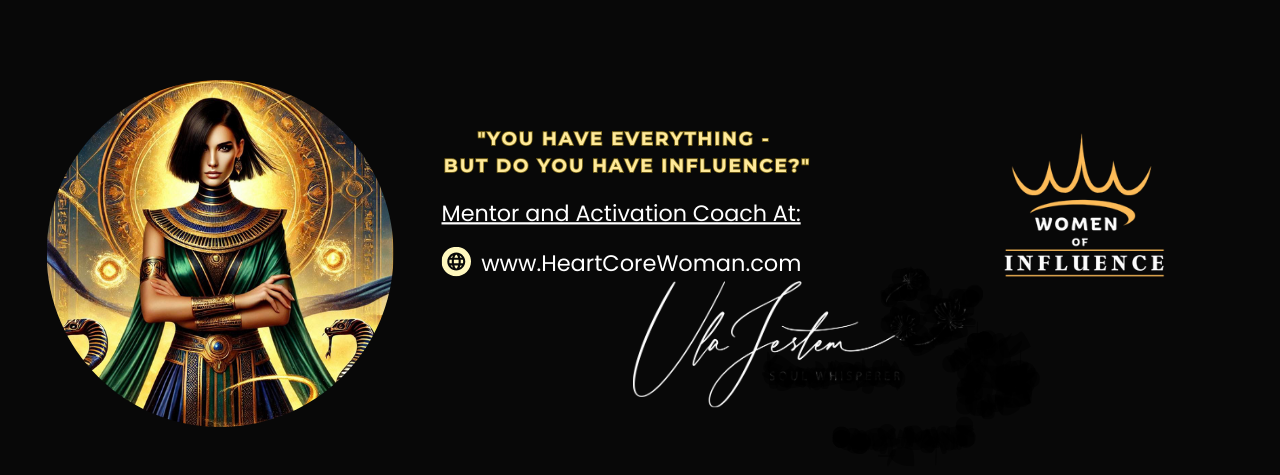 "YOU HAVE EVERYTHING -
BUT DO YOU HAVE INFLUENCE?"
Mentor and Activation Coach At:
www.HeartCoreWoman.com
Ula Jestem
SOUL WHISPERER
WOMEN
OF
INFLUENCE